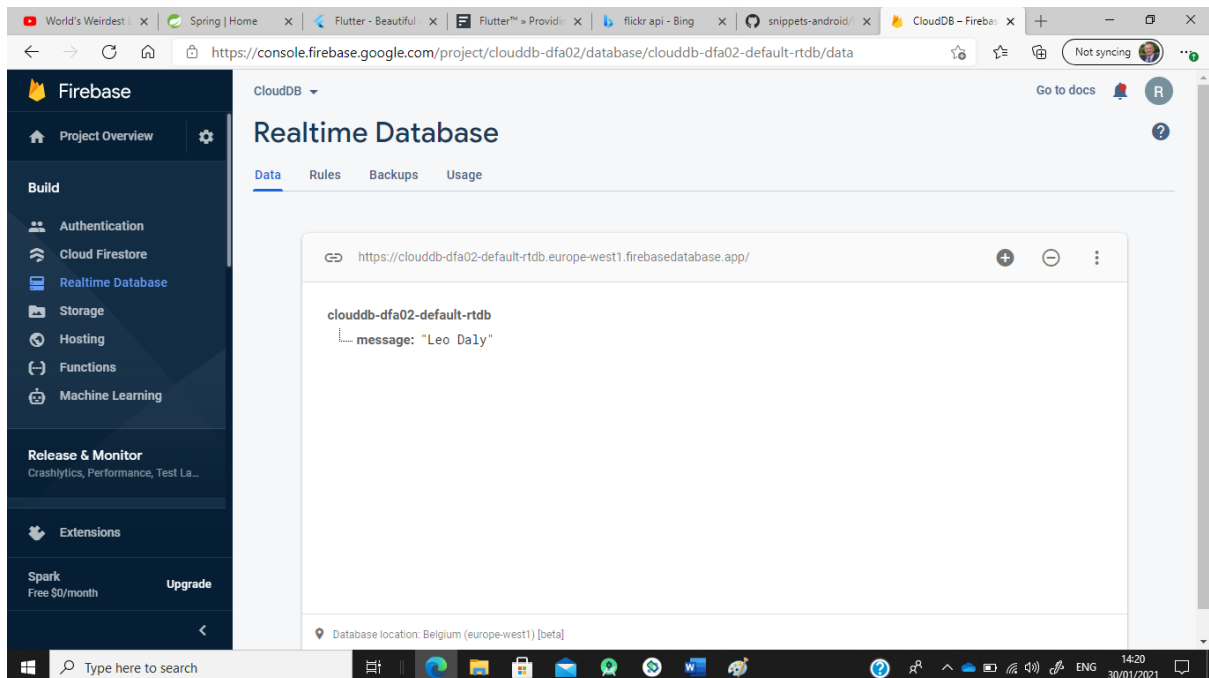 World's Weirdest L
Spring | Home
Flutter - Beautiful
Flutter™ » Providin
flickr api - Bing
snippets-android/
CloudDB – Firebas
https://console.firebase.google.com/project/clouddb-dfa02/database/clouddb-dfa02-default-rtdb/data
Not syncing
Firebase
CloudDB
Go to docs
R
Project Overview
Realtime Database
Data Rules Backups Usage
Build
Authentication
Cloud Firestore
Realtime Database
Storage
Hosting
Functions
Machine Learning
https://clouddb-dfa02-default-rtdb.europe-west1.firebasedatabase.app/
clouddb-dfa02-default-rtdb
message: "Leo Daly"
Release & Monitor
Crashlytics, Performance, Test La...
Extensions
Spark
Free $0/month
Upgrade
Database location: Belgium (europe-west1) [beta]
Type here to search
ENG
14:20
30/01/2021